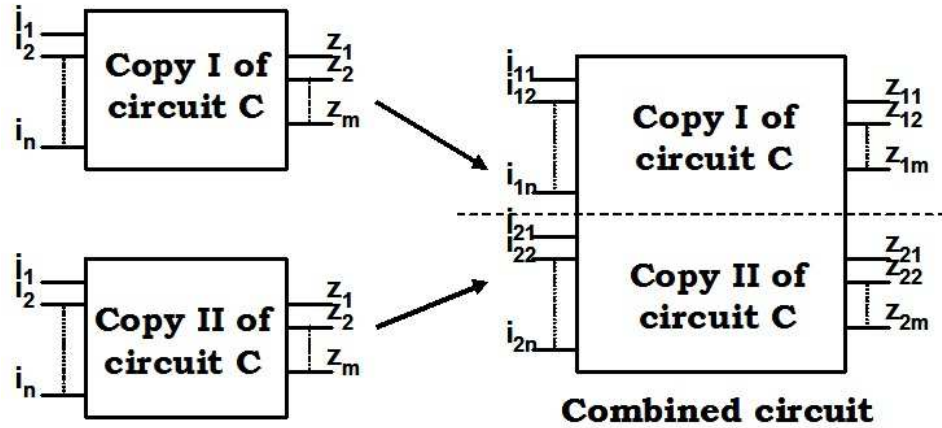 i1
i2
in
Copy I of
circuit C
z1
z2
zm
i1
i2
in
Copy II of
circuit C
z1
z2
zm
i11
i12
i1n
Copy I of
circuit C
z11
z12
z1m
i21
i22
i2n
Copy II of
circuit C
z21
z22
z2m
Combined circuit